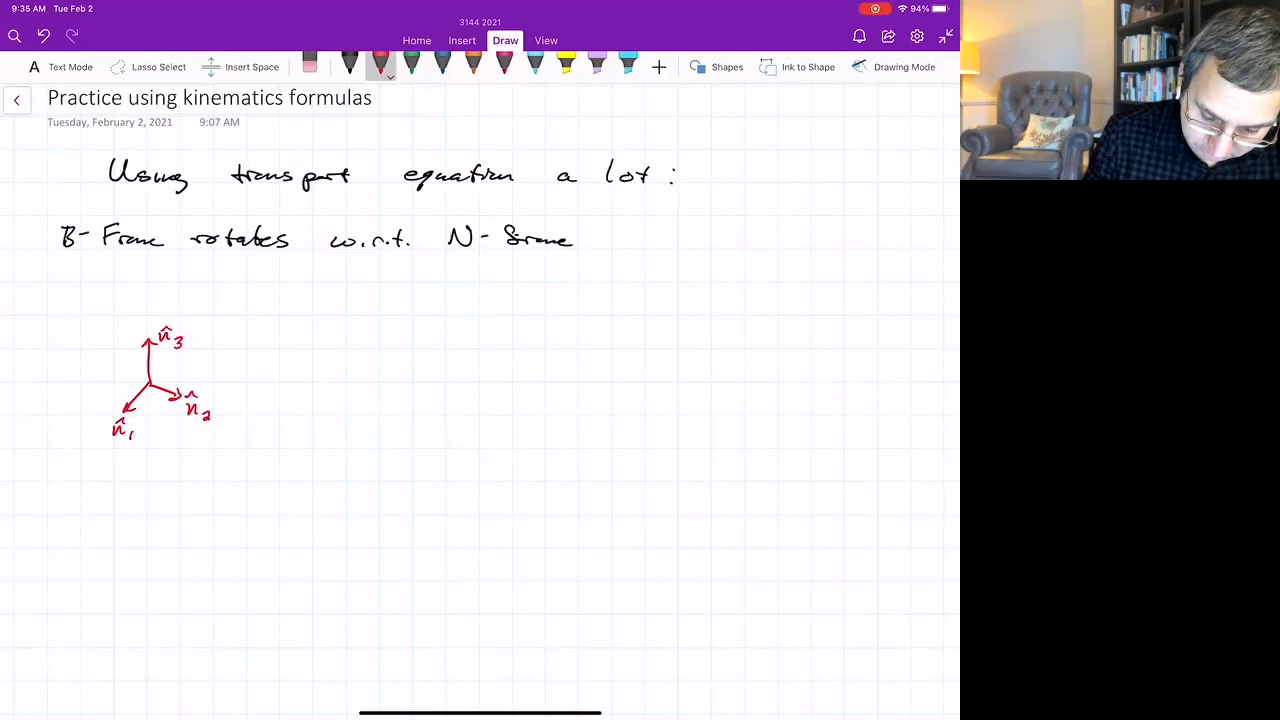 9:35 AM Tue Feb 2
94%
3144 2021
Home Insert Draw View
A Text Mode Lasso Select Insert Space Shapes Ink to Shape Drawing Mode
Practice using kinematics formulas
Tuesday, February 2, 2021 9:07 AM
Using transport equation a lot:
B-Frame rotates w.r.t. N-Frame
n̂₃
n̂₂
n̂₁